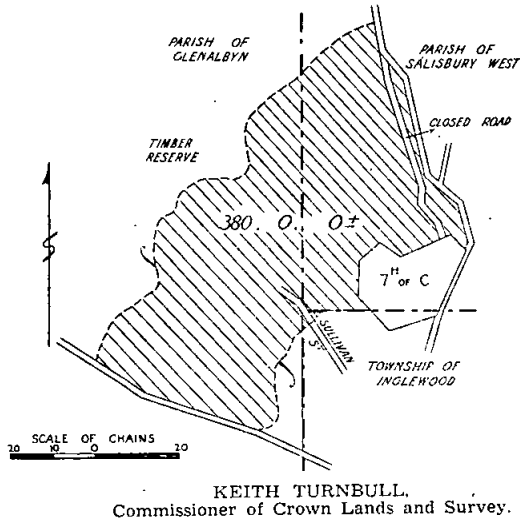 PARISH OF
GLENALBYN
PARISH OF
SALISBURY WEST
CLOSED ROAD
TIMBER
RESERVE
380. 0. 0±
7 H OF C
SULLIVAN
ST
TOWNSHIP OF
INGLEWOOD
SCALE OF CHAINS
20 10 0 20
KEITH TURNBULL,
Commissioner of Crown Lands and Survey.